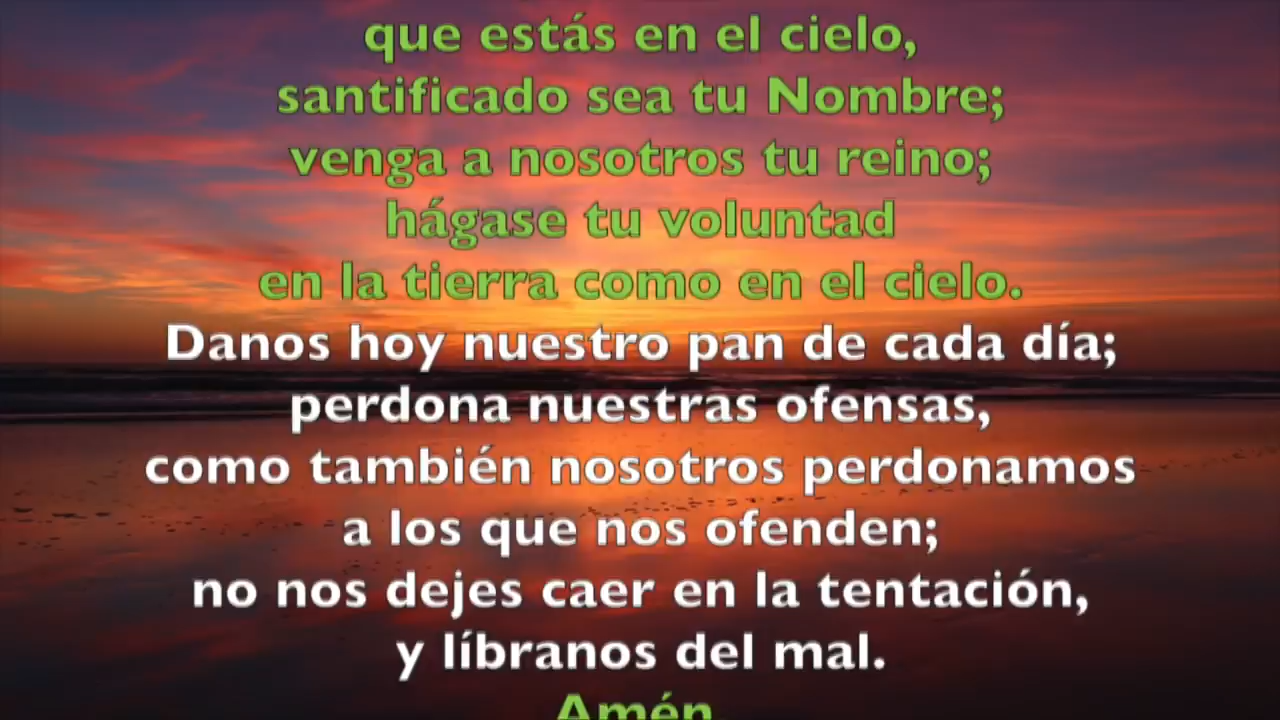 que estás en el cielo,
santificado sea tu Nombre;
venga a nosotros tu reino;
hágase tu voluntad
en la tierra como en el cielo.
Danos hoy nuestro pan de cada día;
perdona nuestras ofensas,
como también nosotros perdonamos
a los que nos ofenden;
no nos dejes caer en la tentación,
y líbranos del mal.
Amén.